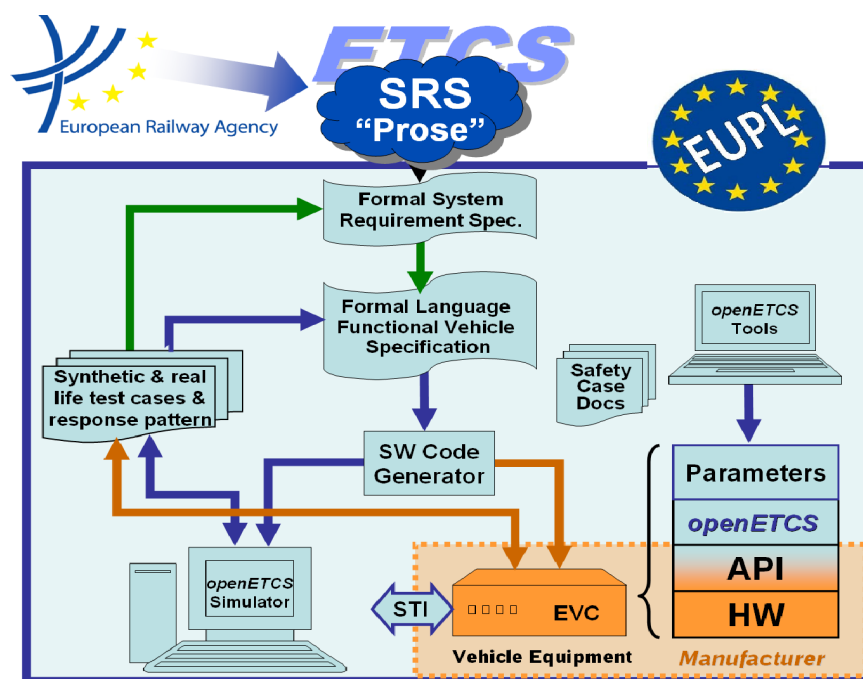 ETCS
SRS
“Prose”
European Railway Agency
EUPL
Formal System
Requirement Spec.
Formal Language
Functional Vehicle
Specification
openETCS
Tools
Synthetic & real
life test cases &
response pattern
Safety
Case
Docs
SW Code
Generator
Parameters
openETCS
API
HW
openETCS
Simulator
STI
EVC
Vehicle Equipment
Manufacturer